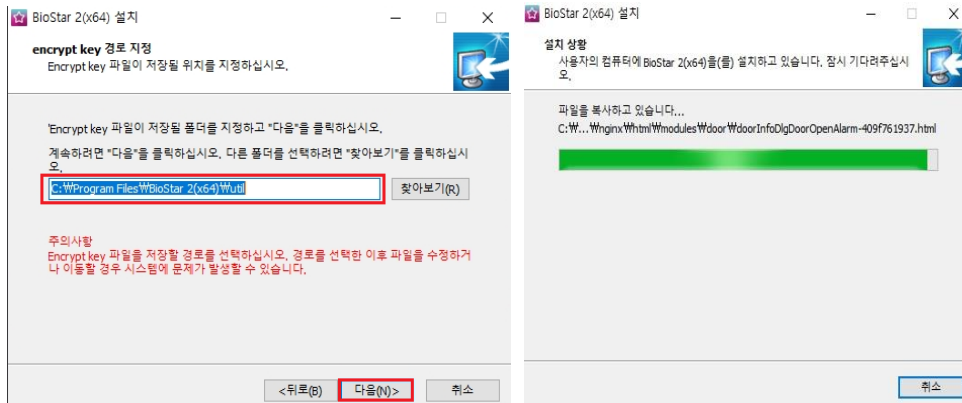 BioStar 2(x64) 설치
encrypt key 경로 지정
Encrypt key 파일이 저장될 위치를 지정하십시오.
'Encrypt key 파일이 저장될 폴더를 지정하고 "다음"을 클릭하십시오.
계속하려면 "다음"을 클릭하십시오. 다른 폴더를 선택하려면 "찾아보기"를 클릭하십시
오.
C:₩Program Files₩BioStar 2(x64)₩util
찾아보기(R)
주의사항
Encrypt key 파일을 저장할 경로를 선택하십시오. 경로를 선택한 이후 파일을 수정하거
나 이동할 경우 시스템에 문제가 발생할 수 있습니다.
<뒤로(B)
다음(N)>
취소
BioStar 2(x64) 설치
설치 상황
사용자의 컴퓨터에 BioStar 2(x64)을(를) 설치하고 있습니다. 잠시 기다려주십시
오.
파일을 복사하고 있습니다...
C:₩...₩nginx₩html₩modules₩door₩doorInfoDlgDoorOpenAlarm-409f761937.html
취소